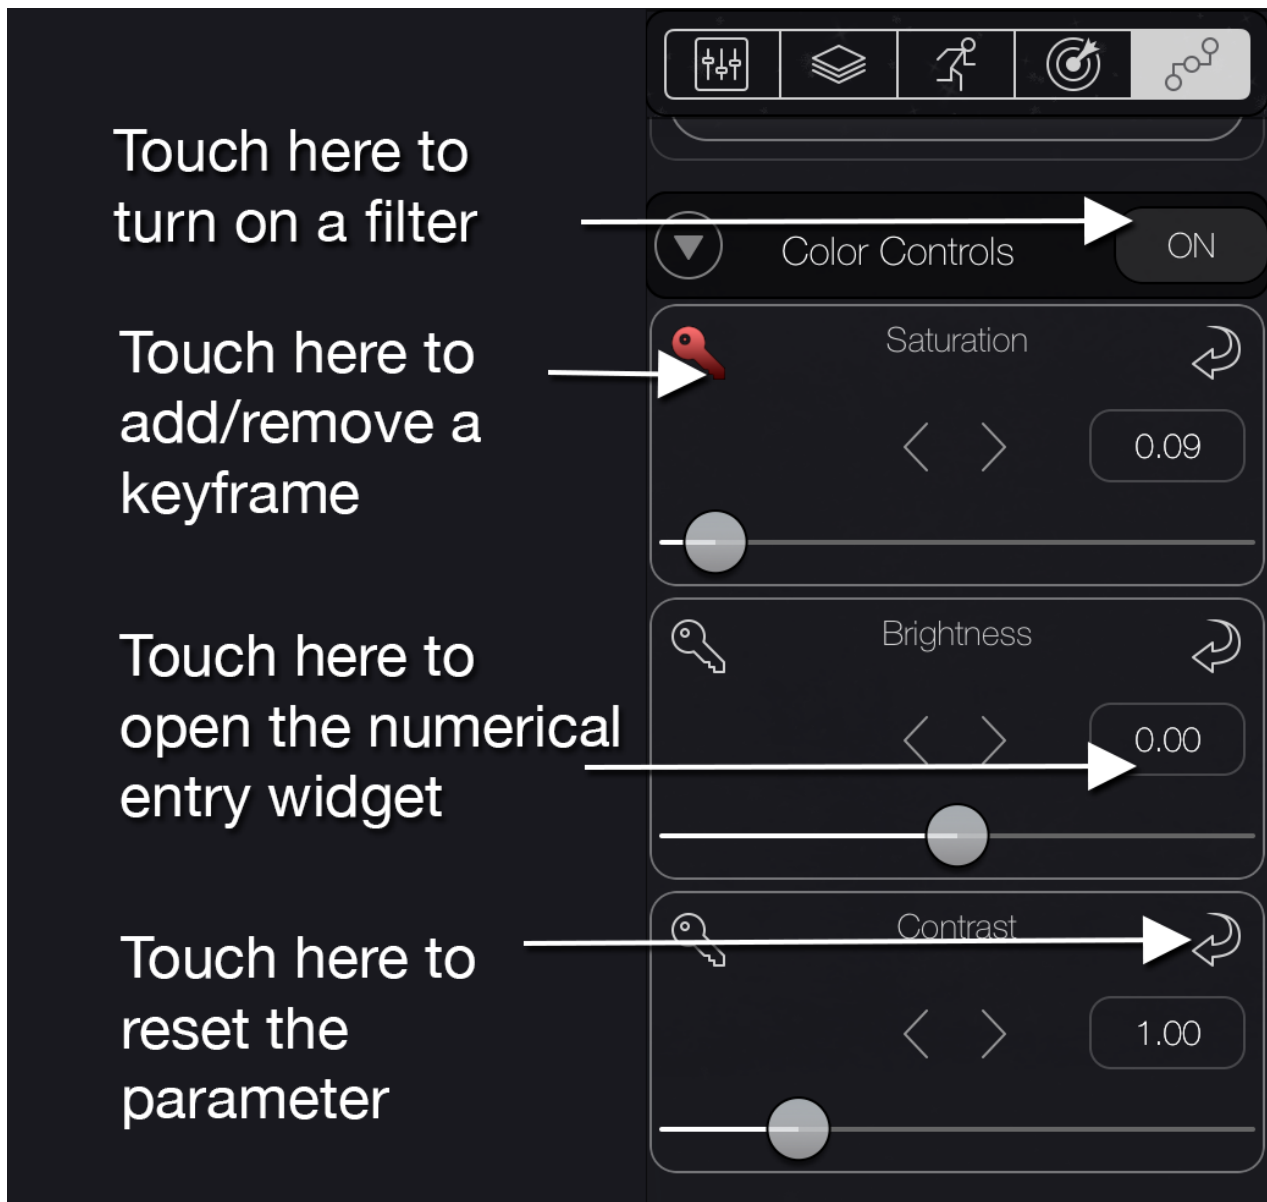 Touch here to
turn on a filter
Color Controls
ON
Touch here to
add/remove a
keyframe
Saturation
0.09
Touch here to
open the numerical
entry widget
Brightness
0.00
Touch here to
reset the
parameter
Contrast
1.00